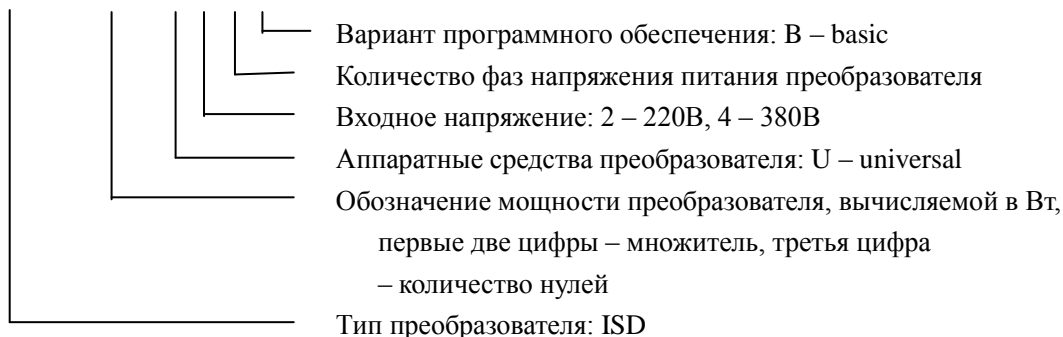 Вариант программного обеспечения: B – basic
Количество фаз напряжения питания преобразователя
Входное напряжение: 2 – 220В, 4 – 380В
Аппаратные средства преобразователя: U – universal
Обозначение мощности преобразователя, вычисляемой в Вт,
первые две цифры – множитель, третья цифра
– количество нулей
Тип преобразователя: ISD